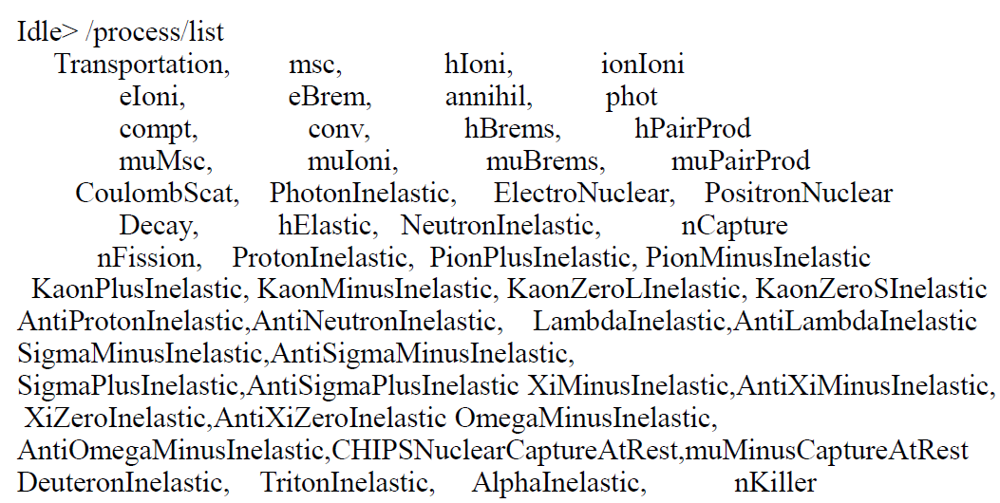 Idle> /process/list
Transportation, msc, hIoni, ionIoni
eIoni, eBrem, annihil, phot
compt, conv, hBrems, hPairProd
muMsc, muIoni, muBrems, muPairProd
CoulombScat, PhotonInelastic, ElectroNuclear, PositronNuclear
Decay, hElastic, NeutronInelastic, nCapture
nFission, ProtonInelastic, PionPlusInelastic, PionMinusInelastic
KaonPlusInelastic, KaonMinusInelastic, KaonZeroLInelastic, KaonZeroSInelastic
AntiProtonInelastic,AntiNeutronInelastic, LambdaInelastic,AntiLambdaInelastic
SigmaMinusInelastic,AntiSigmaMinusInelastic,
SigmaPlusInelastic,AntiSigmaPlusInelastic XiMinusInelastic,AntiXiMinusInelastic,
XiZeroInelastic,AntiXiZeroInelastic OmegaMinusInelastic,
AntiOmegaMinusInelastic,CHIPSNuclearCaptureAtRest,muMinusCaptureAtRest
DeuteronInelastic, TritonInelastic, AlphaInelastic, nKiller